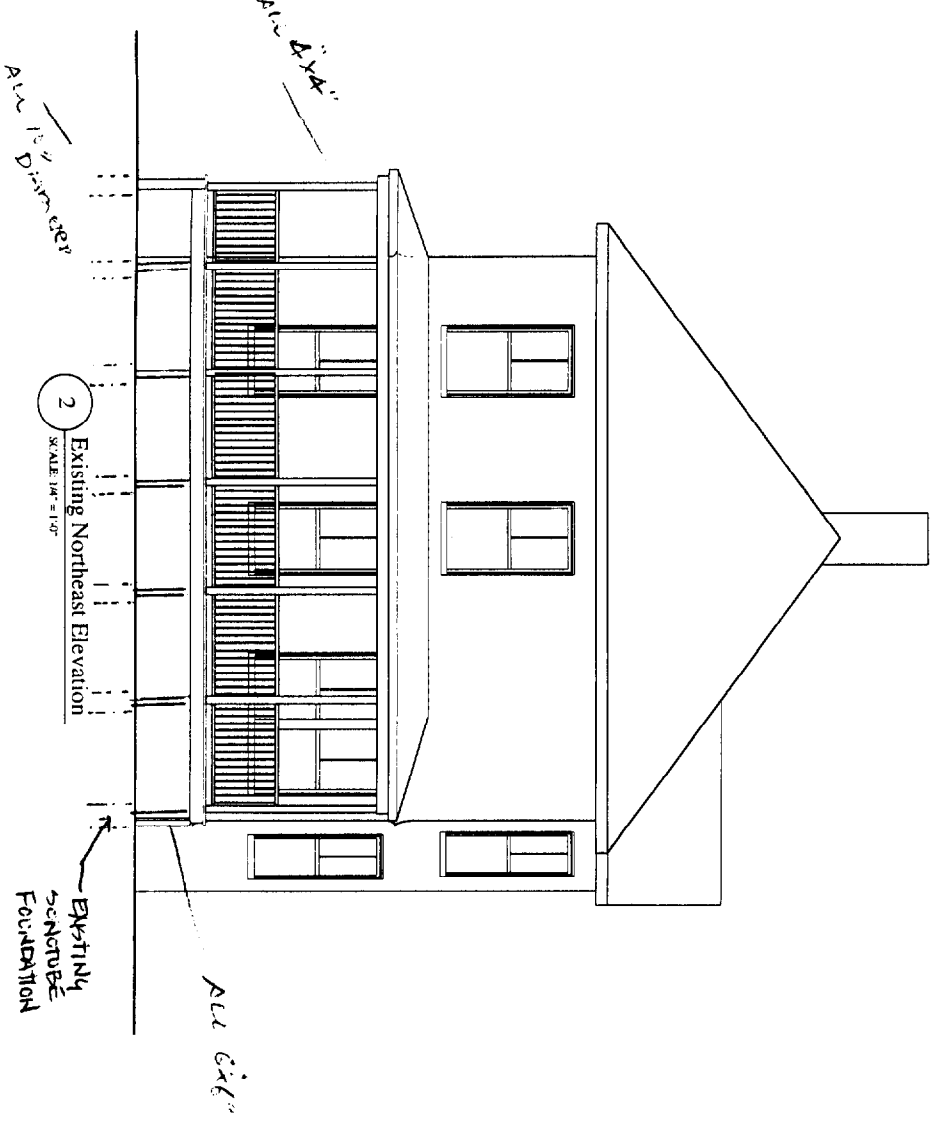 ALL 4"x4"
ALL
DIAMETER
2
Existing Northeast Elevation
SCALE: 1/4" = 1'-0"
EXISTING
SONOTUBE
FOUNDATION
ALL 6"x6"